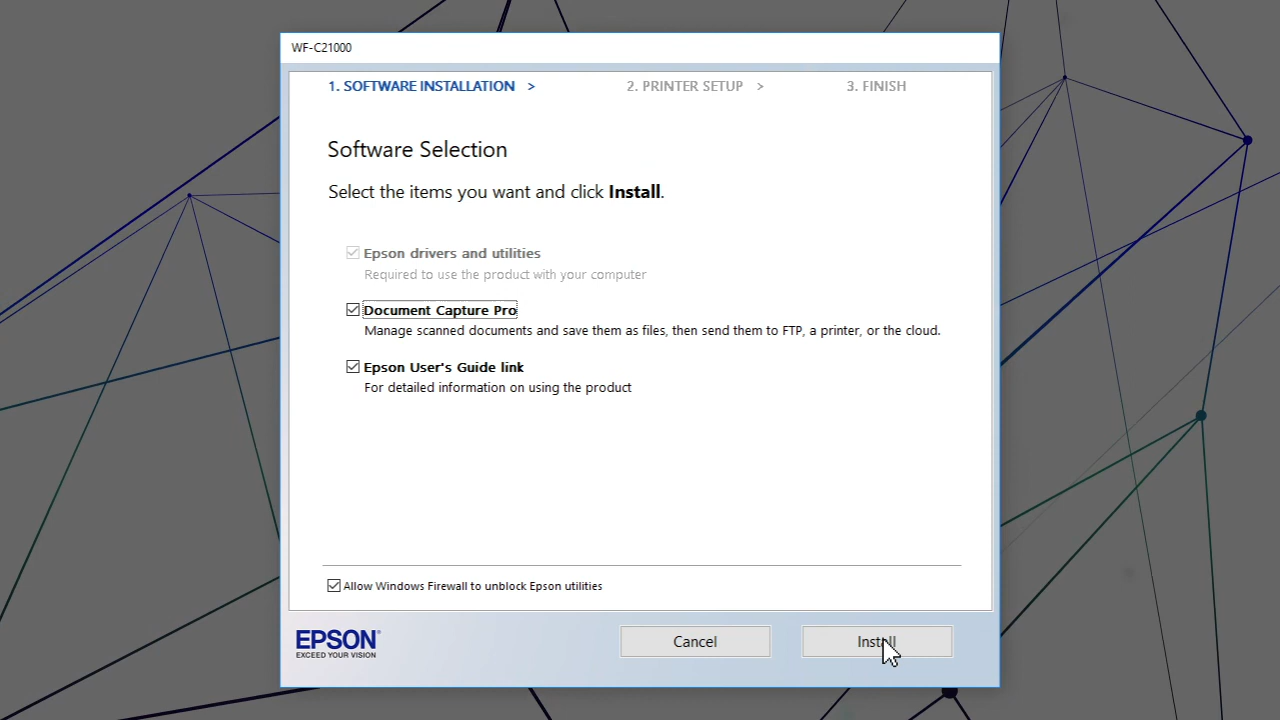 WF-C21000
1. SOFTWARE INSTALLATION > 2. PRINTER SETUP > 3. FINISH
Software Selection
Select the items you want and click Install.
Epson drivers and utilities
Required to use the product with your computer
Document Capture Pro
Manage scanned documents and save them as files, then send them to FTP, a printer, or the cloud.
Epson User's Guide link
For detailed information on using the product
Allow Windows Firewall to unblock Epson utilities
EPSON®
EXCEED YOUR VISION
Cancel Install